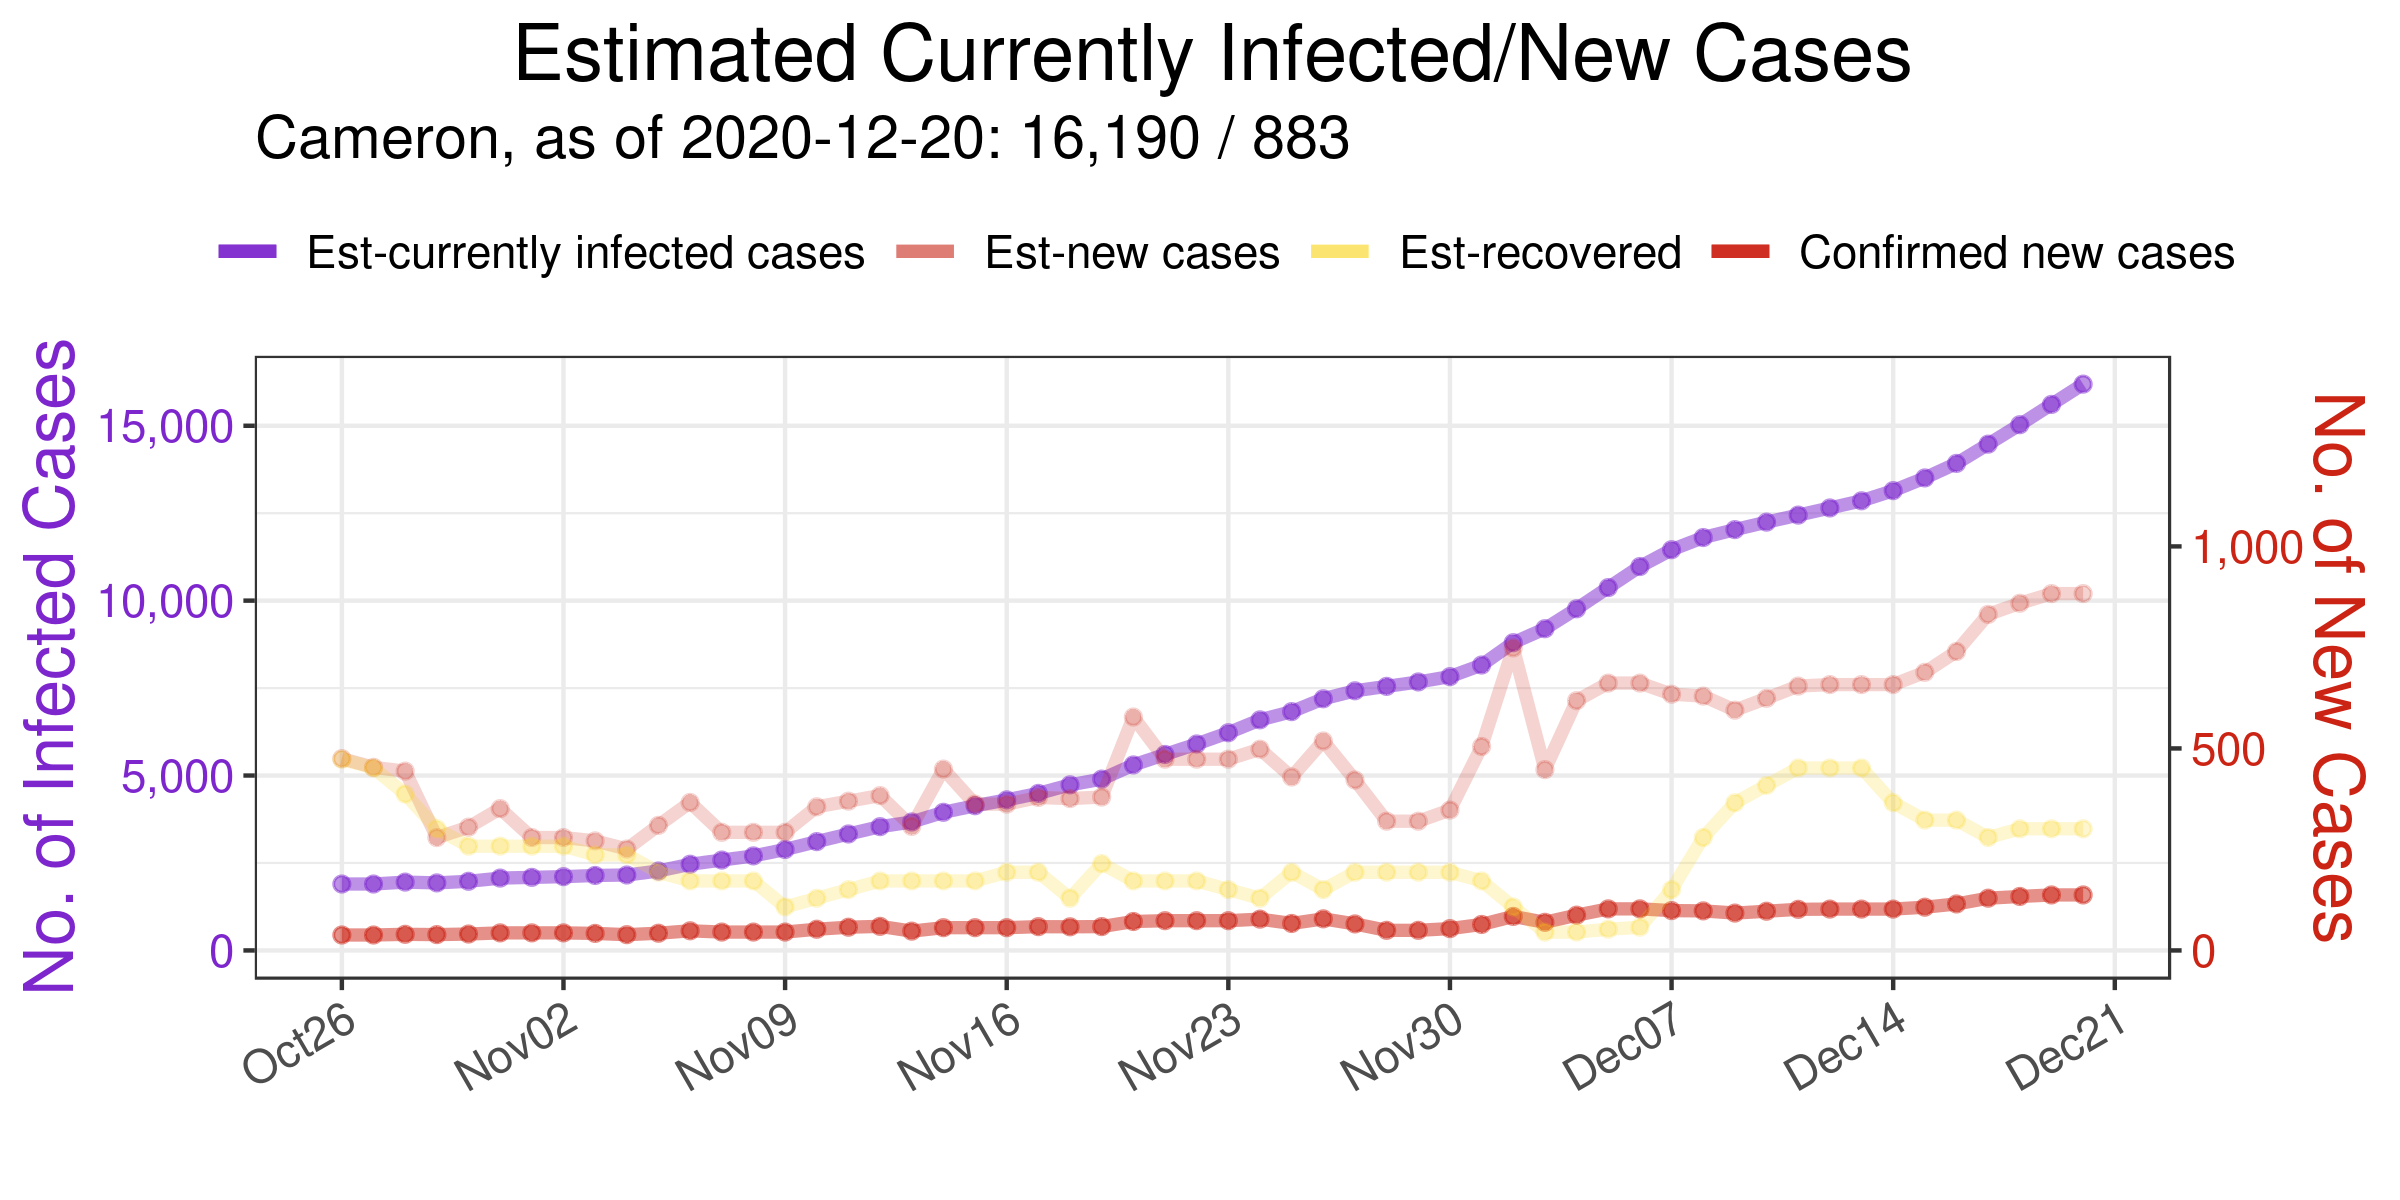 Estimated Currently Infected/New Cases
Cameron, as of 2020-12-20: 16,190 / 883
Est-currently infected cases Est-new cases Est-recovered Confirmed new cases
No. of Infected Cases
15,000
10,000
5,000
0
No. of New Cases
1,000
500
0
Oct26 Nov02 Nov09 Nov16 Nov23 Nov30 Dec07 Dec14 Dec21